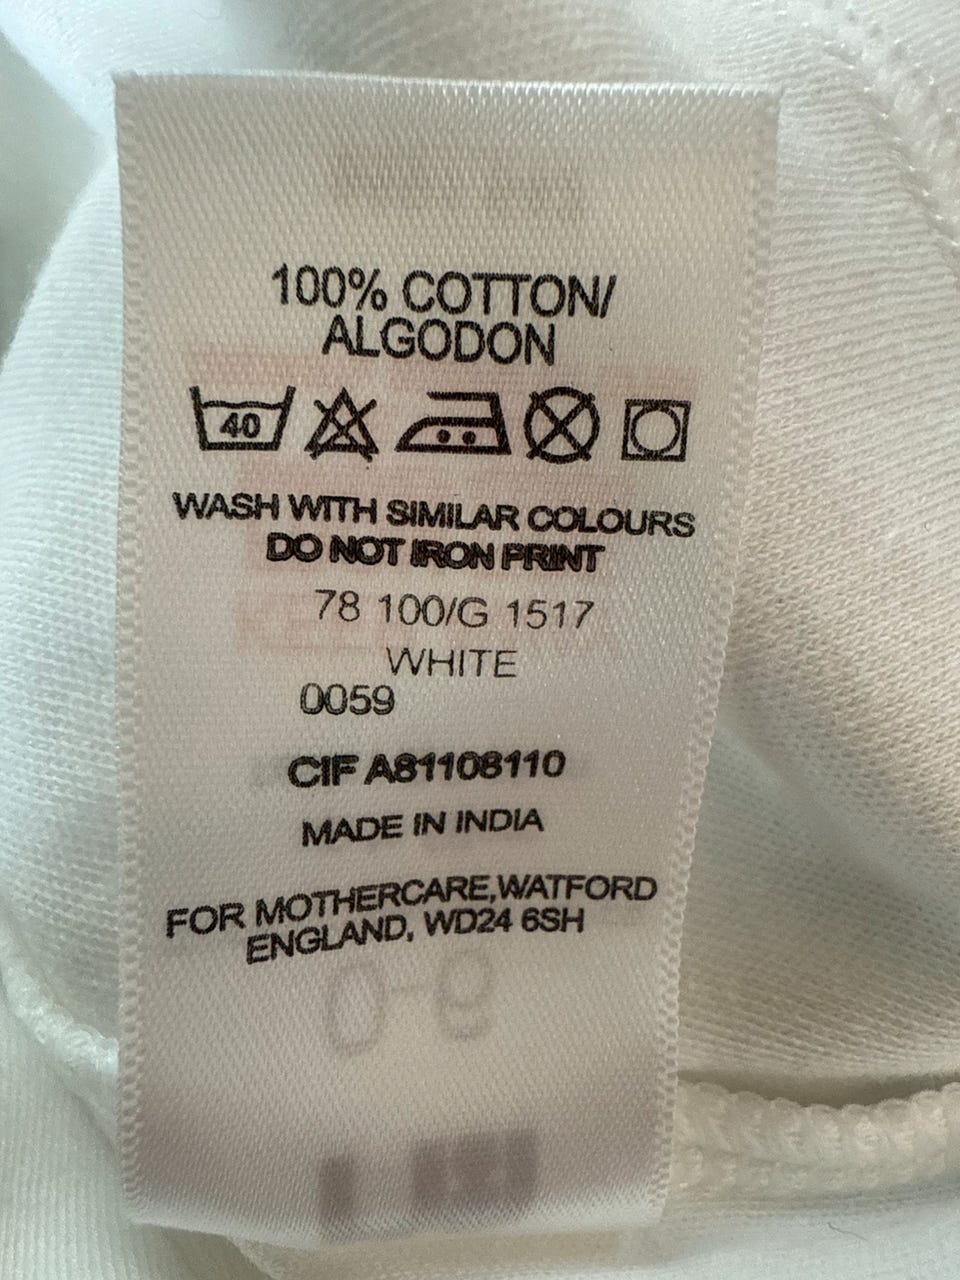 100% COTTON/
ALGODON
40
WASH WITH SIMILAR COLOURS
DO NOT IRON PRINT
78 100/G 1517
WHITE
0059
CIF A81108110
MADE IN INDIA
FOR MOTHERCARE,WATFORD
ENGLAND, WD24 6SH